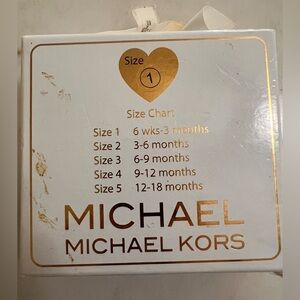 Size
1
Size Chart
Size 1 6 wks-3 months
Size 2 3-6 months
Size 3 6-9 months
Size 4 9-12 months
Size 5 12-18 months
MICHAEL
MICHAEL KORS